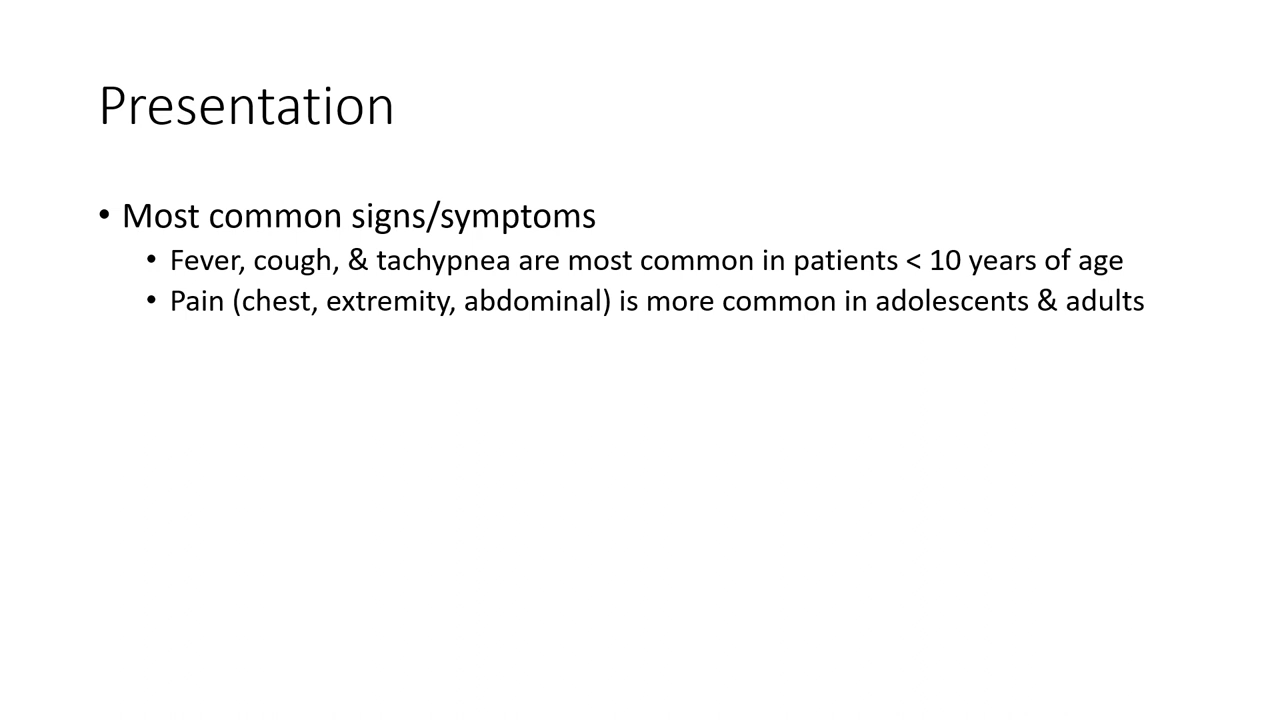 Presentation
• Most common signs/symptoms
• Fever, cough, & tachypnea are most common in patients < 10 years of age
• Pain (chest, extremity, abdominal) is more common in adolescents & adults